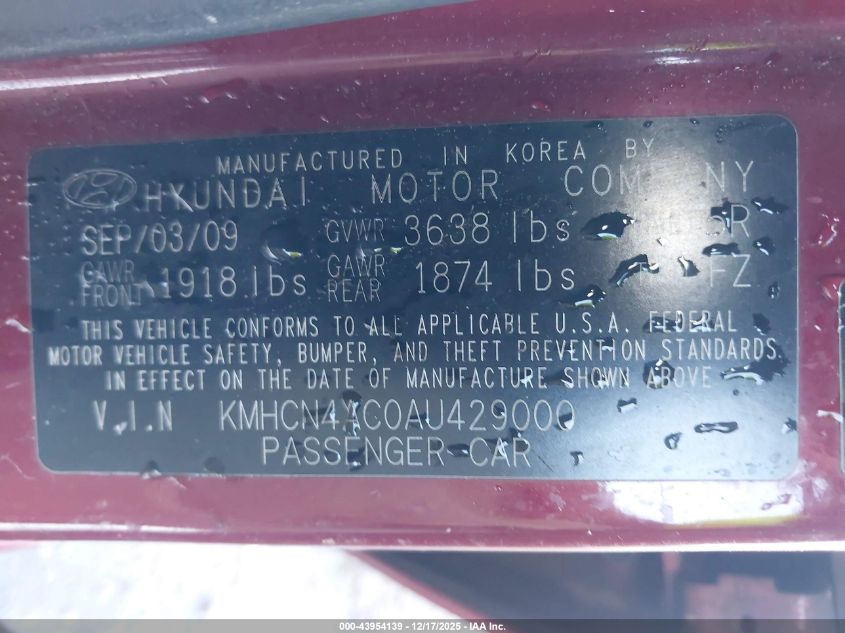 MANUFACTURED IN KOREA BY
HYUNDAI MOTOR COMPANY
SEP/03/09 GVWR 3638 lbs
GAWR FRONT 1918 lbs GAWR REAR 1874 lbs FZ
THIS VEHICLE CONFORMS TO ALL APPLICABLE U.S.A. FEDERAL
MOTOR VEHICLE SAFETY, BUMPER, AND THEFT PREVENTION STANDARDS
IN EFFECT ON THE DATE OF MANUFACTURE SHOWN ABOVE
V.I.N KMHCN4AC0AU429000
PASSENGER CAR
000-43954139 - 12/17/2025 - IAAI.COM